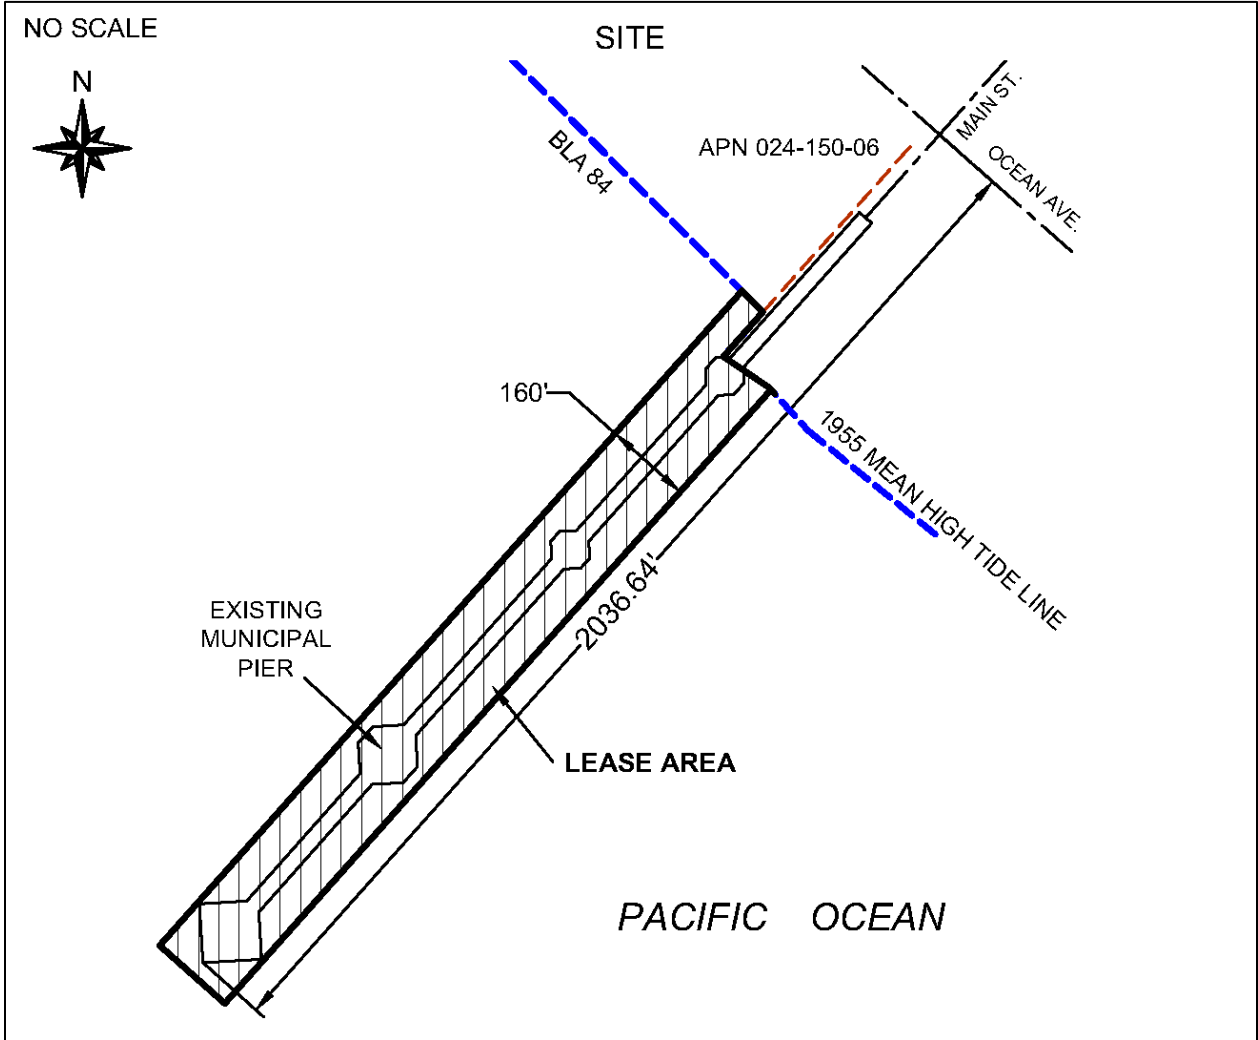 NO SCALE
SITE
N
MAIN ST.
APN 024-150-06
OCEAN AVE.
BLA 84
160'
1955 MEAN HIGH TIDE LINE
2036.64'
EXISTING
MUNICIPAL
PIER
LEASE AREA
PACIFIC OCEAN